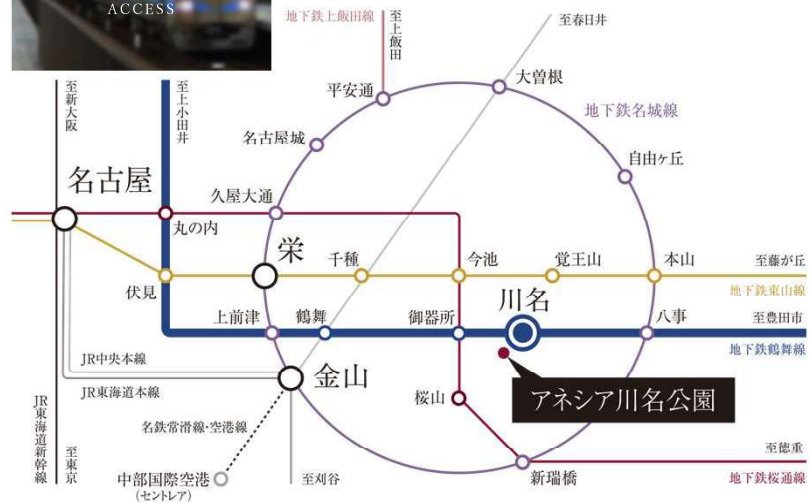 ACCESS
地下鉄上飯田線
至上飯田
至春日井
至新大阪
至上小田井
平安通
大曽根
地下鉄名城線
名古屋城
自由ヶ丘
名古屋
久屋大通
丸の内
栄
千種
今池
覚王山
本山
至藤が丘
地下鉄東山線
伏見
川名
上前津
鶴舞
御器所
八事
至豊田市
地下鉄鶴舞線
JR中央本線
金山
JR東海道本線
アネシア川名公園
桜山
JR東海道新幹線
至東京
名鉄常滑線・空港線
中部国際空港
(セントレア)
至刈谷
新瑞橋
至徳重
地下鉄桜通線